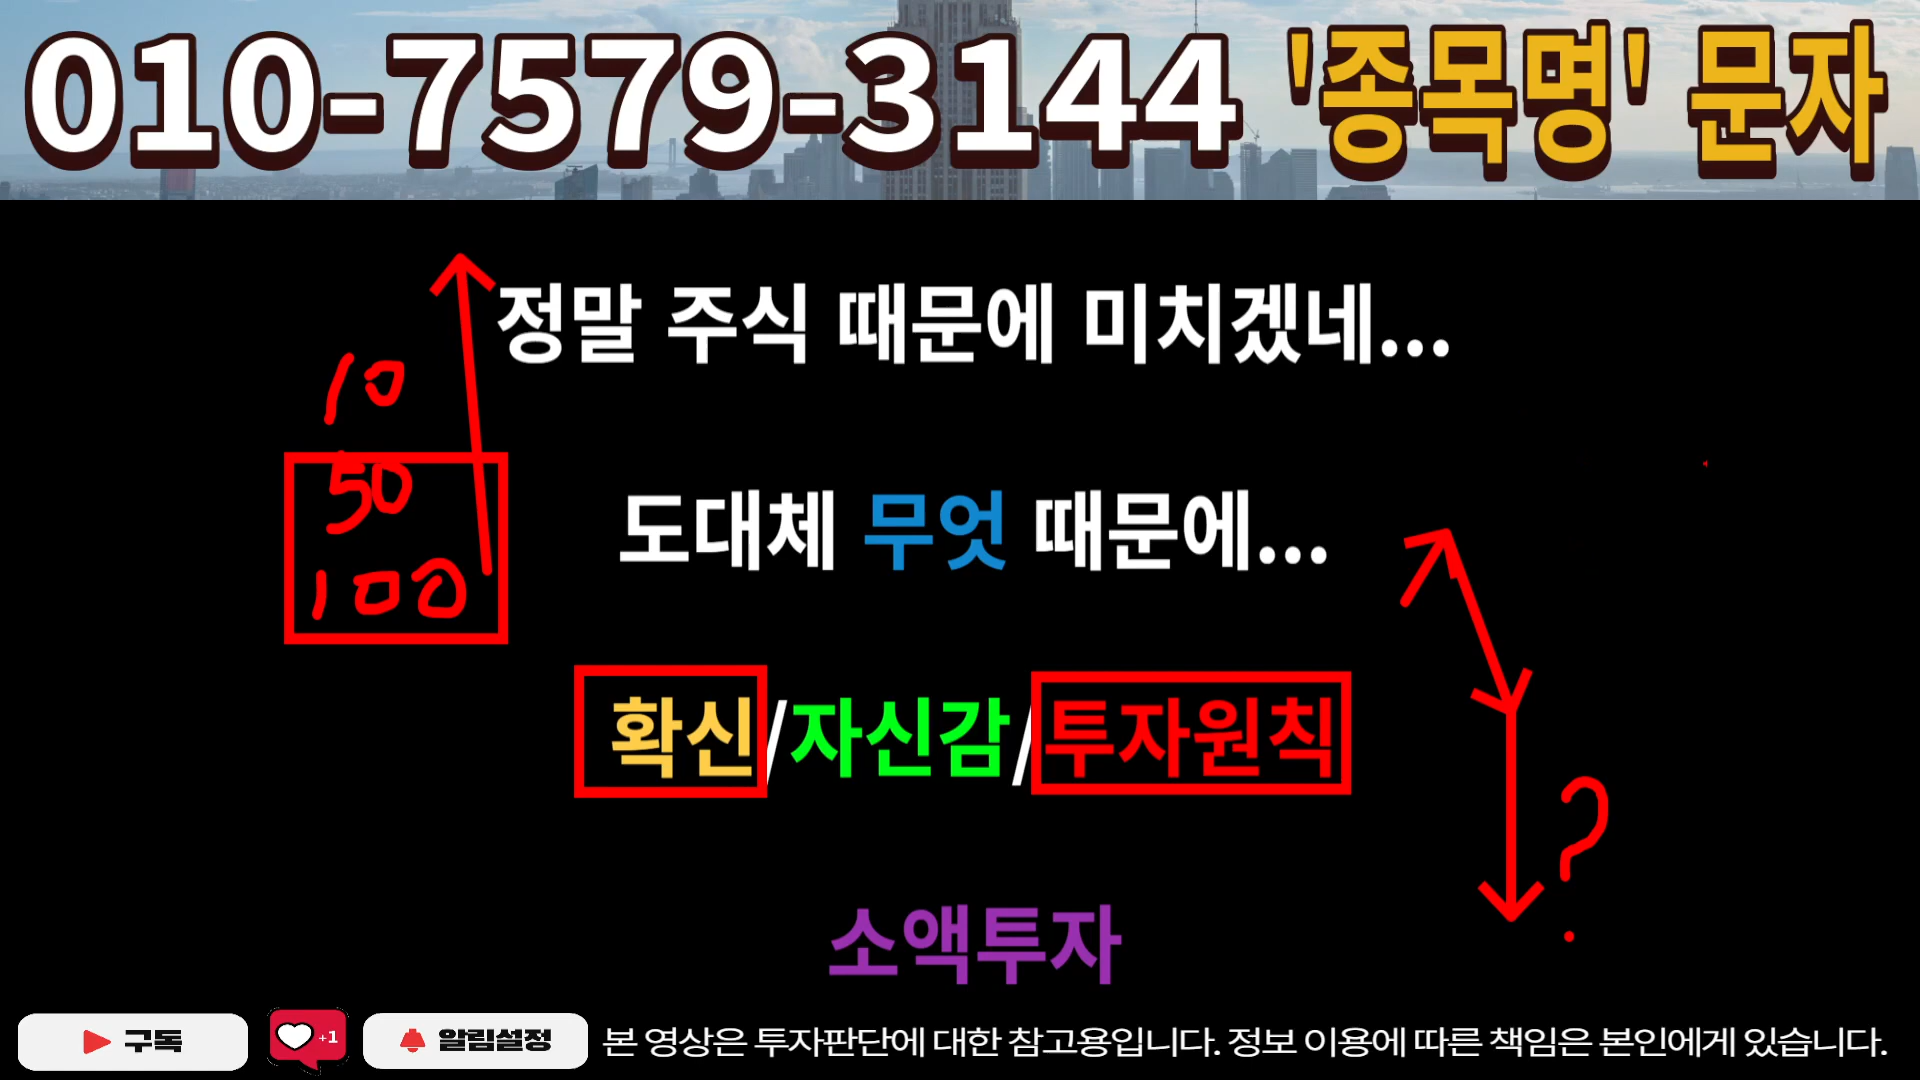 010-7579-3144 '종목명' 문자
정말 주식 때문에 미치겠네...
10
50
100
도대체 무엇 때문에...
확신/자신감/투자원칙
?
소액투자
구독
+1
알림설정
본 영상은 투자판단에 대한 참고용입니다. 정보 이용에 따른 책임은 본인에게 있습니다.